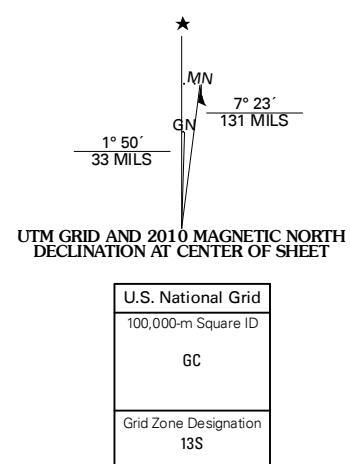 ★
MN
7° 23´
131 MILS
GN
1° 50´
33 MILS
UTM GRID AND 2010 MAGNETIC NORTH
DECLINATION AT CENTER OF SHEET
U.S. National Grid
100,000-m Square ID
GC
Grid Zone Designation
13S